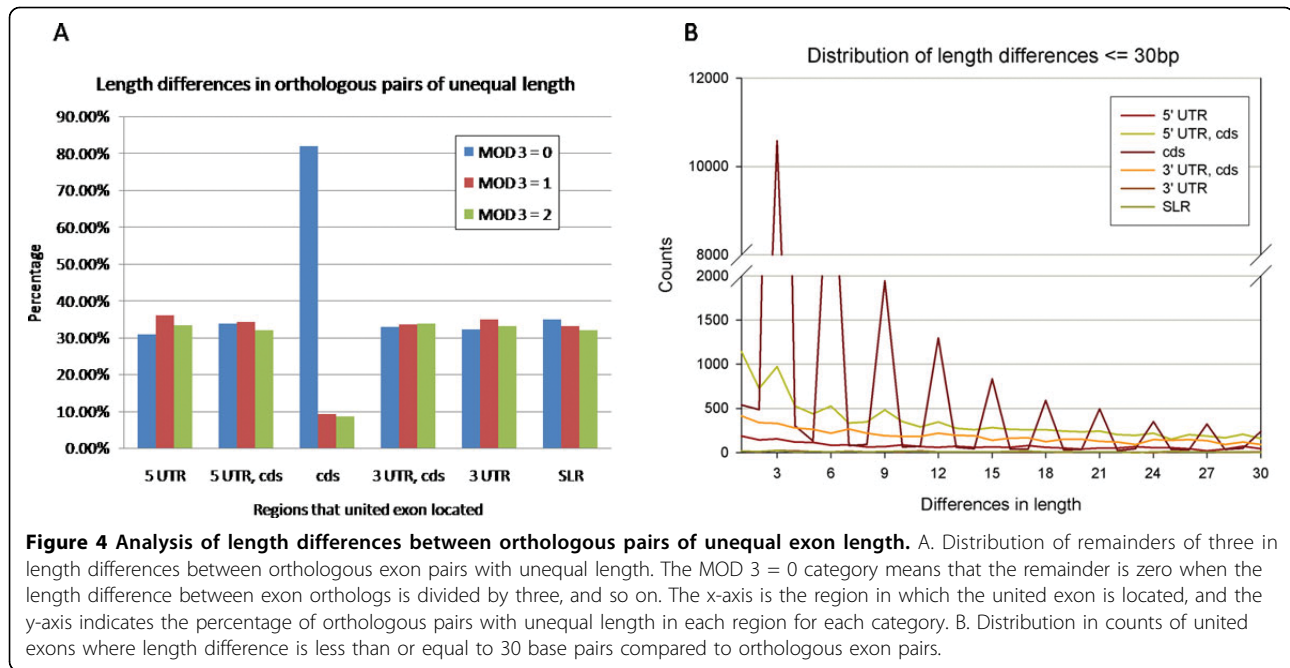 A
Length differences in orthologous pairs of unequal length
90.00%
80.00%
70.00%
60.00%
50.00%
40.00%
30.00%
20.00%
10.00%
0.00%
Percentage
MOD 3 = 0
MOD 3 = 1
MOD 3 = 2
5 UTR
5 UTR, cds
cds
3 UTR, cds
3 UTR
SLR
Regions that united exon located
B
Distribution of length differences <= 30bp
12000
10000
8000
2000
1500
1000
500
0
Counts
5' UTR
5' UTR, cds
cds
3' UTR, cds
3' UTR
SLR
3
6
9
12
15
18
21
24
27
30
Differences in length
Figure 4 Analysis of length differences between orthologous pairs of unequal exon length. A. Distribution of remainders of three in
length differences between orthologous exon pairs with unequal length. The MOD 3 = 0 category means that the remainder is zero when the
length difference between exon orthologs is divided by three, and so on. The x-axis is the region in which the united exon is located, and the
y-axis indicates the percentage of orthologous pairs with unequal length in each region for each category. B. Distribution in counts of united
exons where length difference is less than or equal to 30 base pairs compared to orthologous exon pairs.